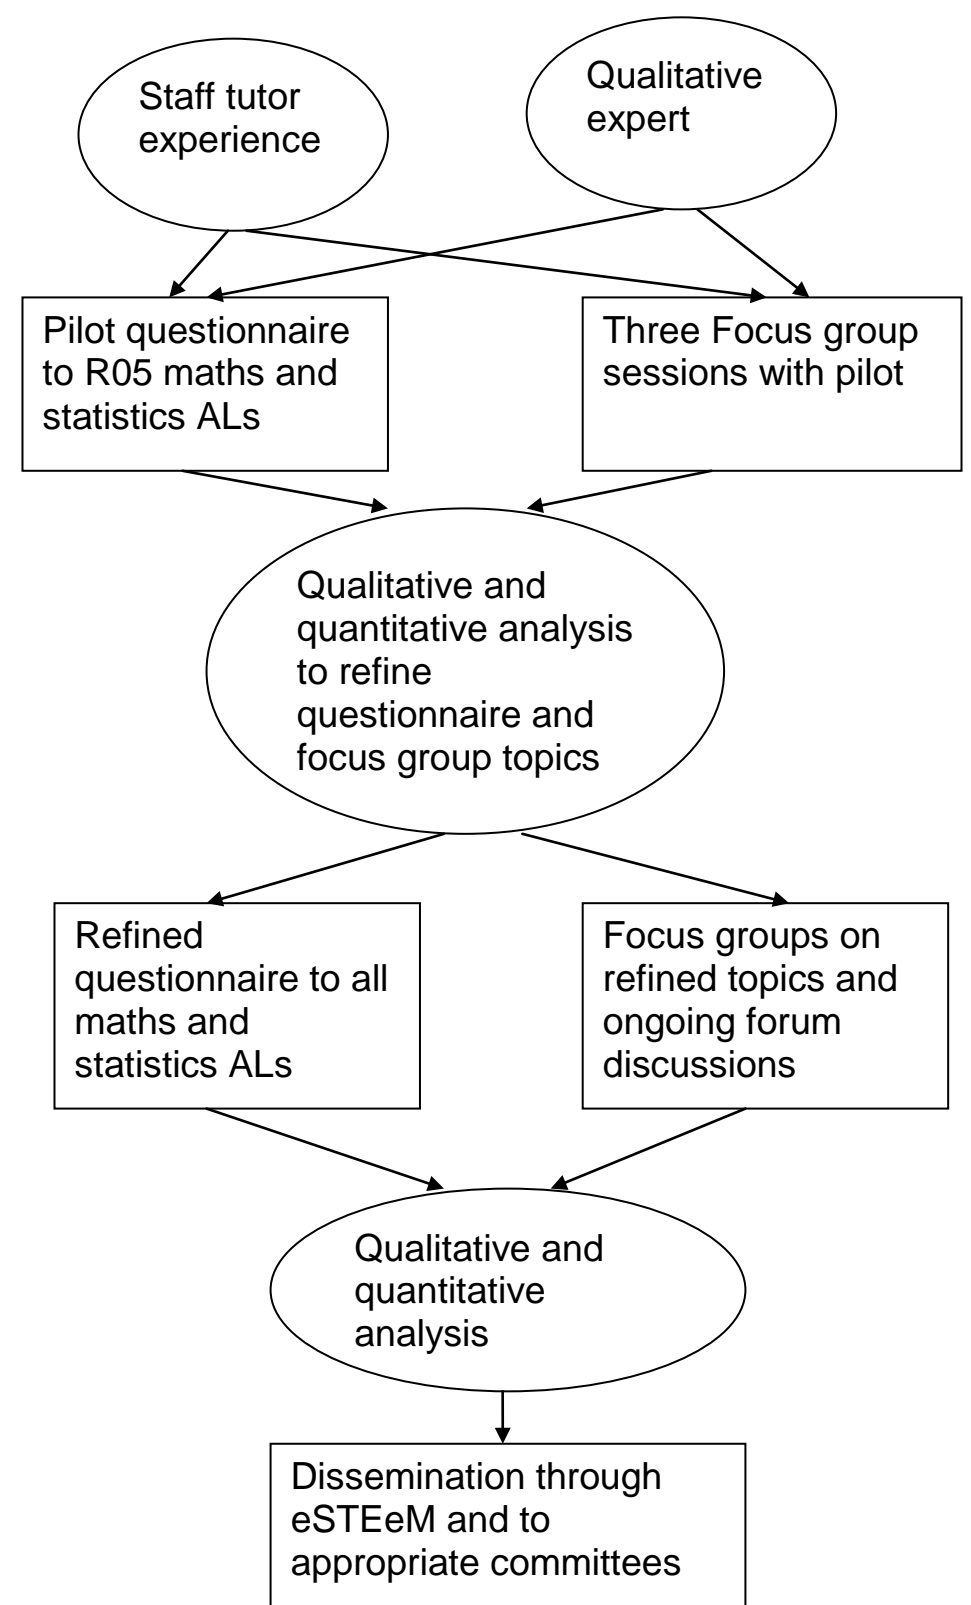 Staff tutor
experience
Qualitative
expert
Pilot questionnaire
to R05 maths and
statistics ALs
Three Focus group
sessions with pilot
Qualitative and
quantitative analysis
to refine
questionnaire and
focus group topics
Refined
questionnaire to all
maths and
statistics ALs
Focus groups on
refined topics and
ongoing forum
discussions
Qualitative and
quantitative
analysis
Dissemination through
eSTEeM and to
appropriate committees